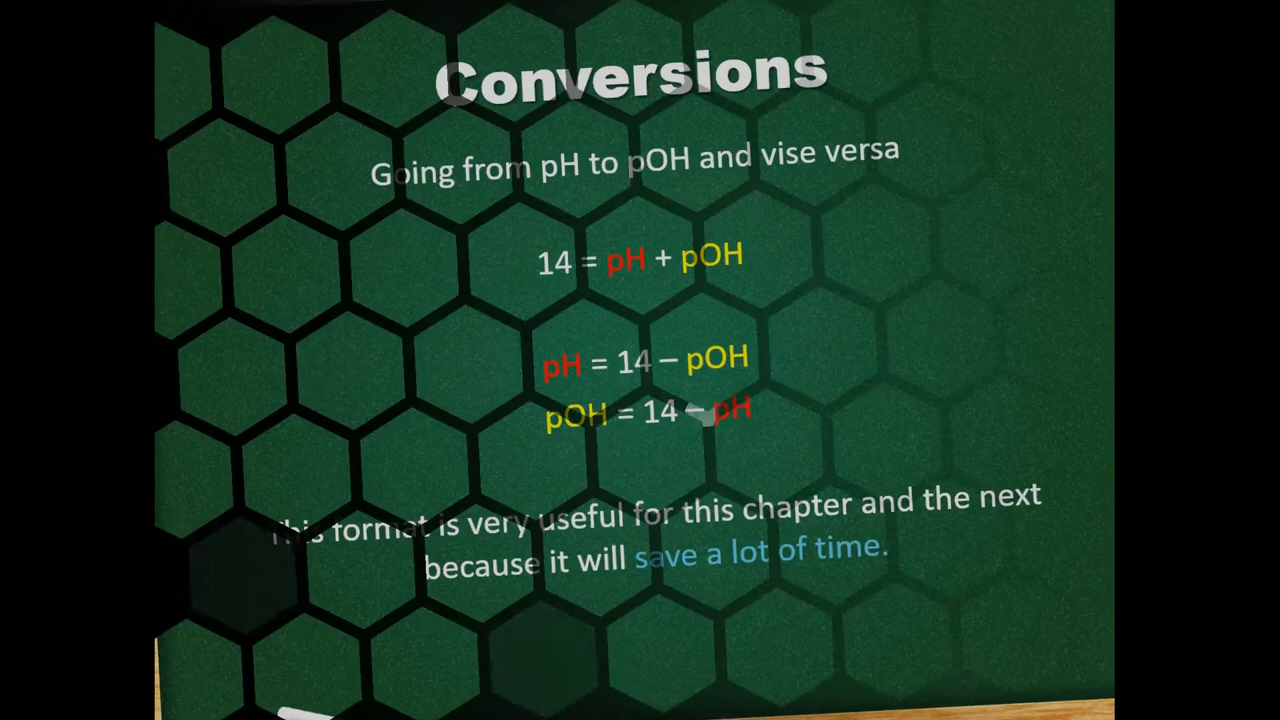 Conversions
Going from pH to pOH and vise versa
14 = pH + pOH
pH = 14 – pOH
pOH = 14 – pH
This format is very useful for this chapter and the next
because it will save a lot of time.